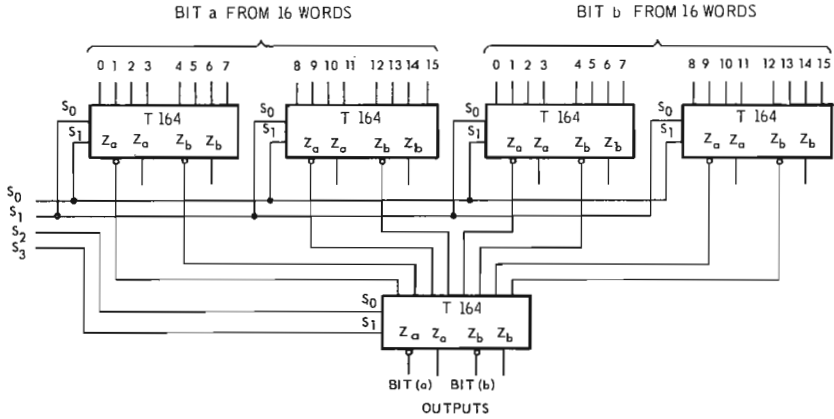 BIT a FROM 16 WORDS BIT b FROM 16 WORDS
0 1 2 3 4 5 6 7 8 9 10 11 12 13 14 15 0 1 2 3 4 5 6 7 8 9 10 11 12 13 14 15
S0 T 164 S0 T 164 S0 T 164 S0 T 164
S1 Za Za Zb Zb S1 Za Za Zb Zb S1 Za Za Zb Zb S1 Za Za Zb Zb
S0
S1
S2
S3
S0 T 164
S1 Za Za Zb Zb
BIT (a) BIT (b)
OUTPUTS